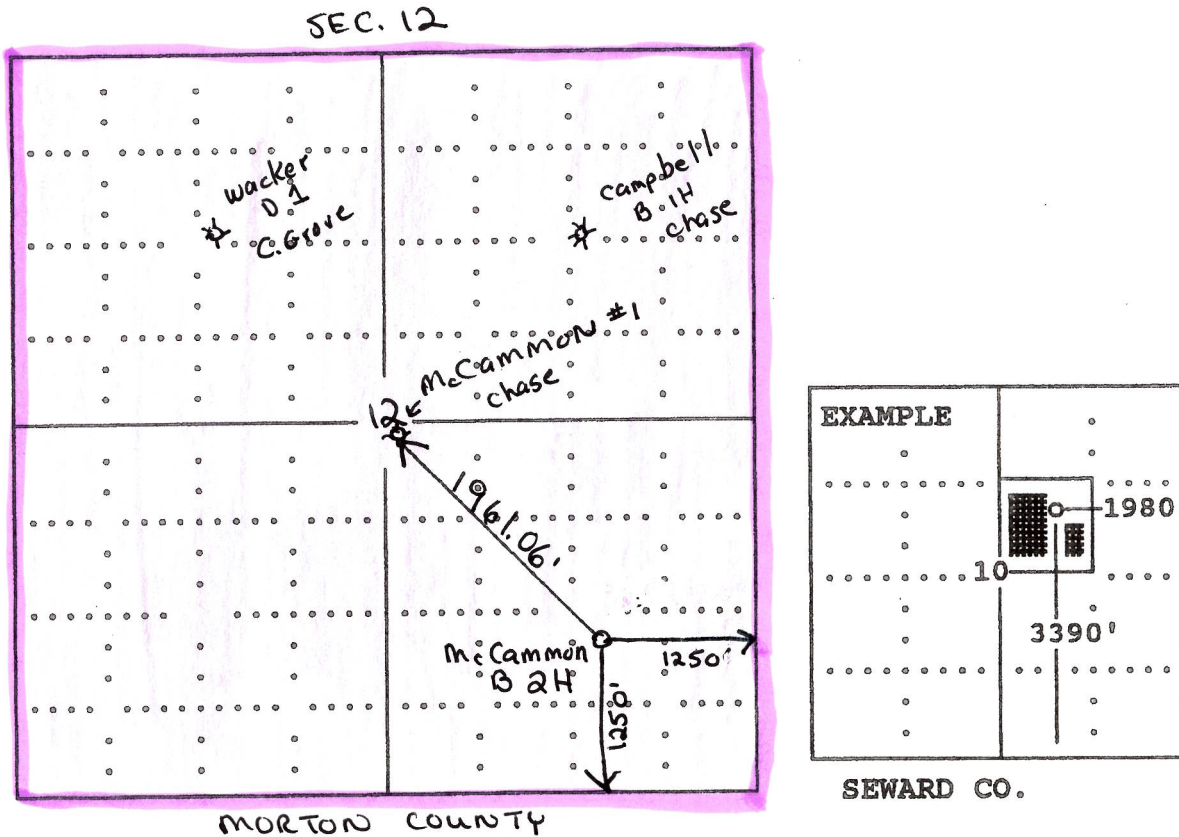 SEC. 12
wacker
D 1
C. Grove
campbell
B 1H
chase
McCammon #1
chase
12
1961.06'
McCammon
B 2H
1250'
1250'
MORTON COUNTY
EXAMPLE
1980
10
3390'
SEWARD CO.